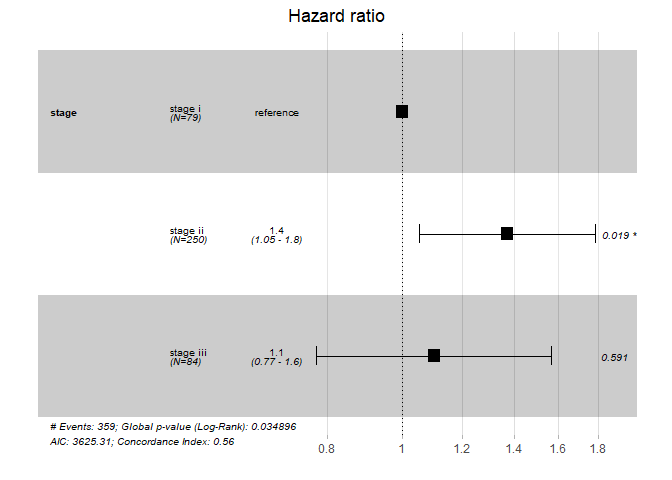 Hazard ratio
stage
stage i
(N=79)
reference
stage ii
(N=250)
1.4
(1.05 - 1.8)
0.019 *
stage iii
(N=84)
1.1
(0.77 - 1.6)
0.591
# Events: 359; Global p-value (Log-Rank): 0.034896
AIC: 3625.31; Concordance Index: 0.56
0.8 1 1.2 1.4 1.6 1.8